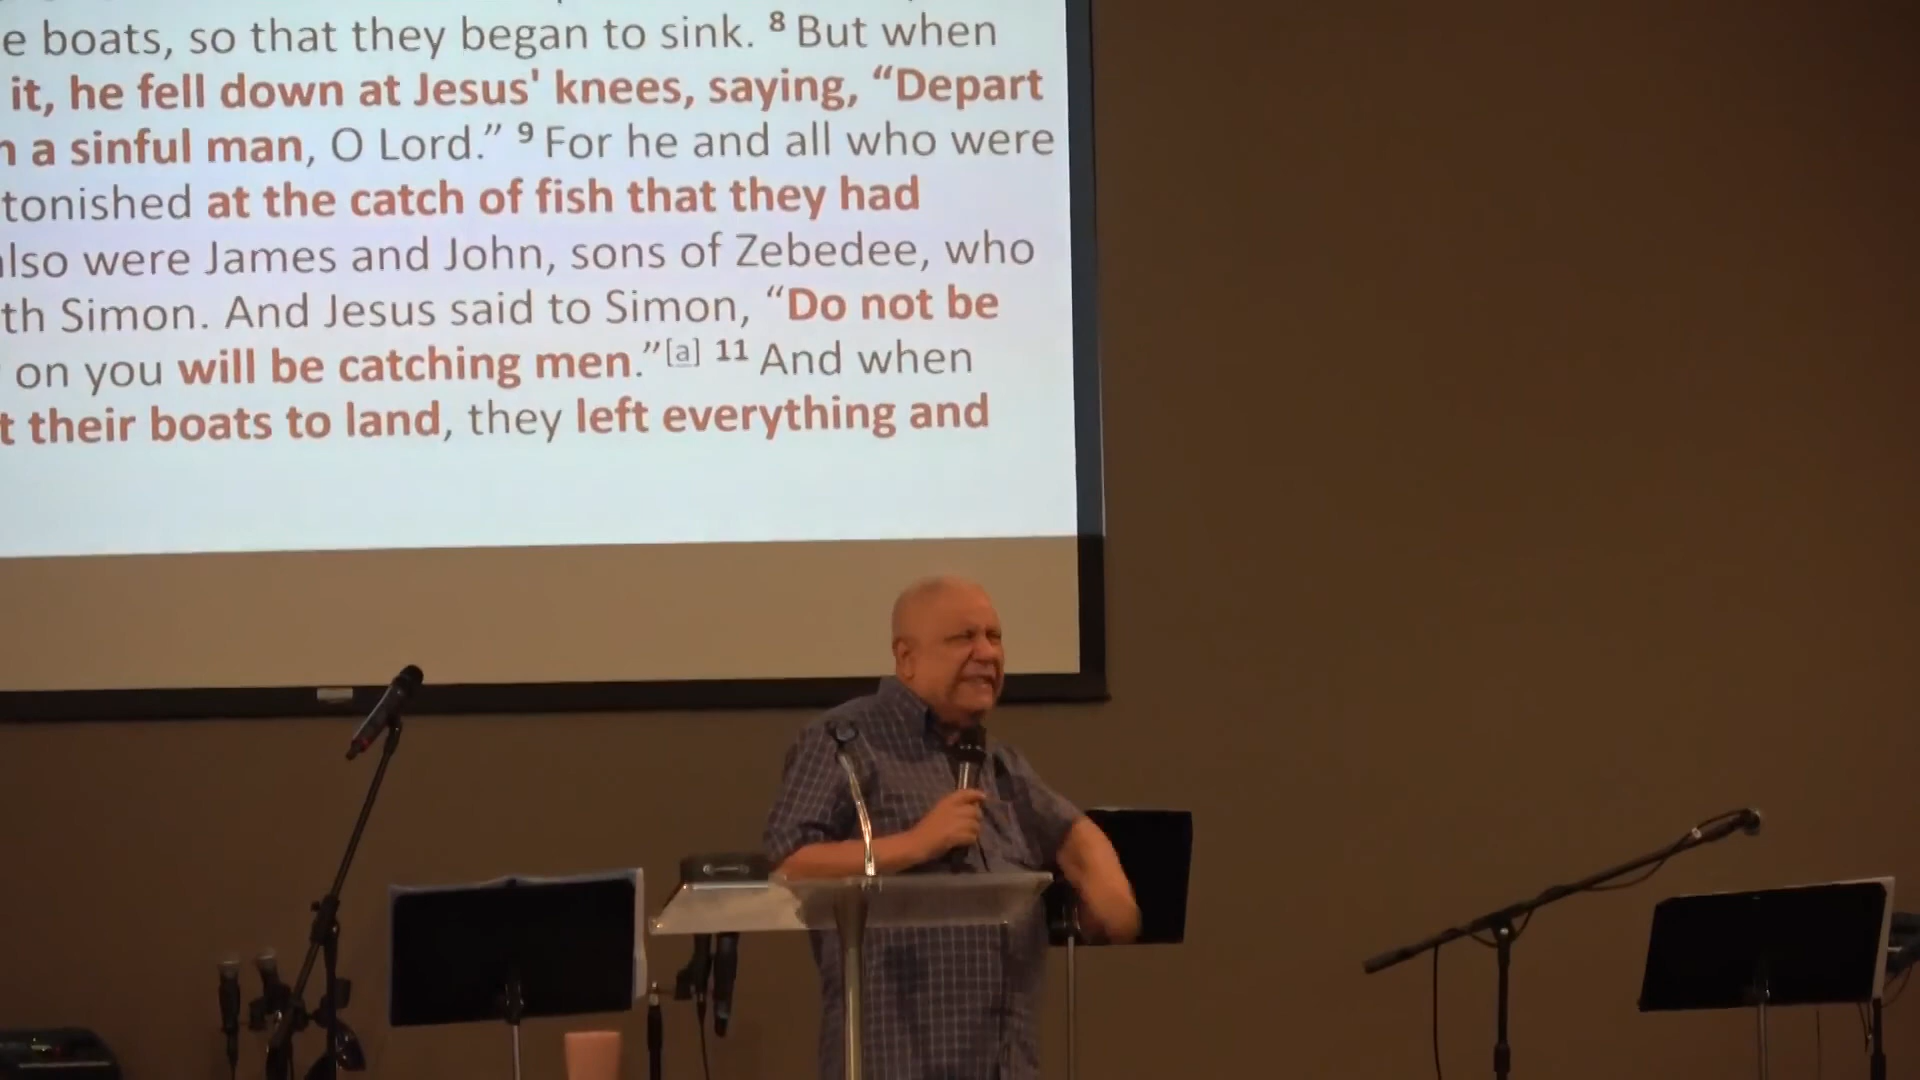 e boats, so that they began to sink. 8 But when
it, he fell down at Jesus' knees, saying, “Depart
a sinful man, O Lord.” 9 For he and all who were
tonished at the catch of fish that they had
lso were James and John, sons of Zebedee, who
th Simon. And Jesus said to Simon, “Do not be
on you will be catching men.”[a] 11 And when
t their boats to land, they left everything and